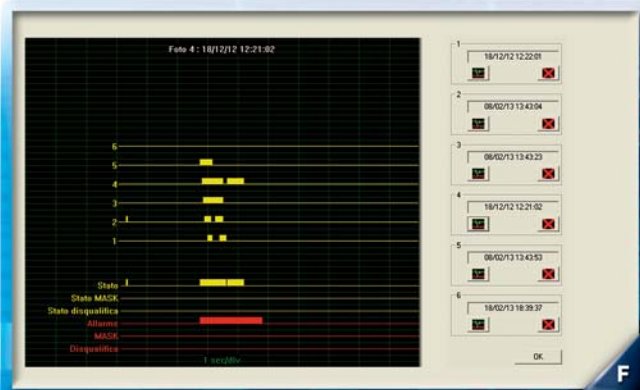 Foto 4 : 18/12/12 12:21:02
6
5
4
3
2
1
Stato
Stato MASK
Stato disqualifica
Allarme
MASK
Disqualifica
1 sec/div
1
18/12/12 12:22:01
2
08/02/13 13:43:04
3
08/02/13 13:43:23
4
18/12/12 12:21:02
5
08/02/13 13:43:53
6
18/02/13 18:39:37
OK
F